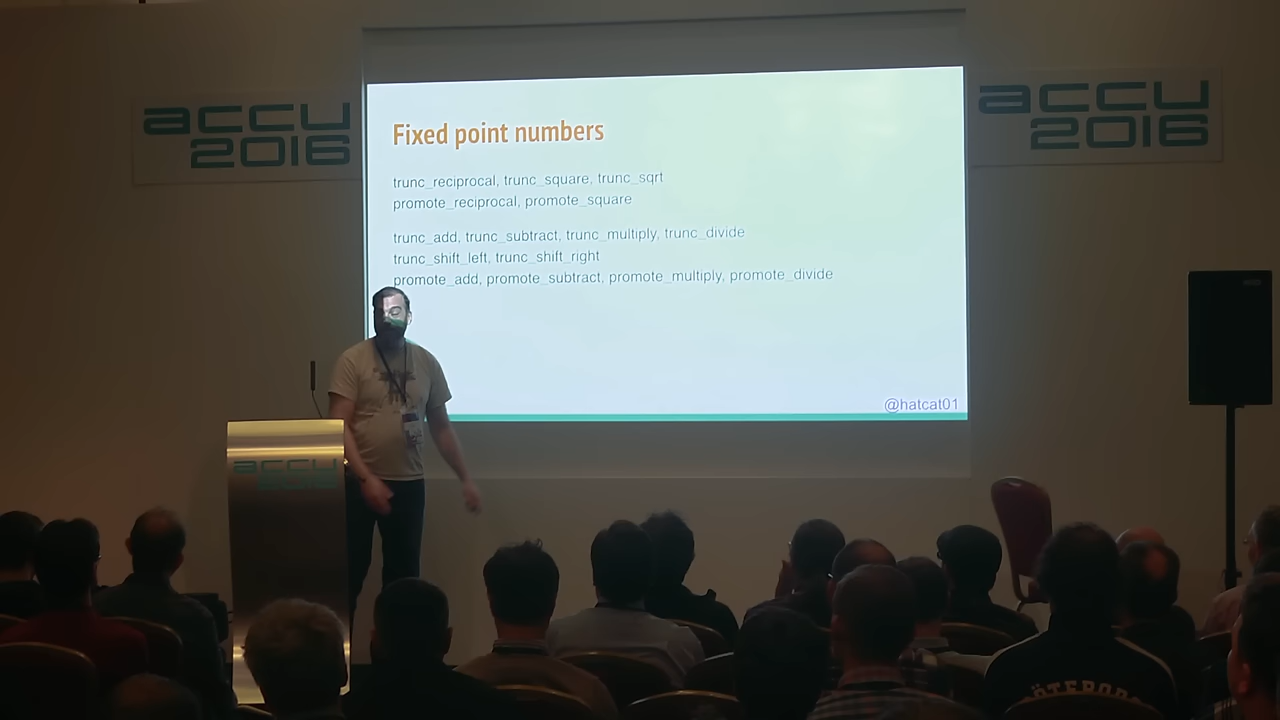 accu
2016
accu
2016
Fixed point numbers
trunc_reciprocal, trunc_square, trunc_sqrt
promote_reciprocal, promote_square
trunc_add, trunc_subtract, trunc_multiply, trunc_divide
trunc_shift_left, trunc_shift_right
promote_add, promote_subtract, promote_multiply, promote_divide
@hatcat01
accu
2016